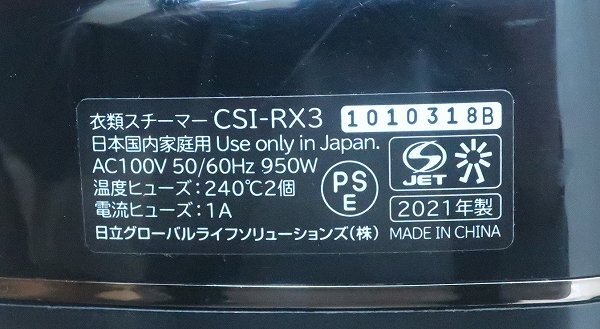 衣類スチーマー CSI-RX3 1010318B
日本国内家庭用 Use only in Japan.
AC100V 50/60Hz 950W
温度ヒューズ:240℃2個
電流ヒューズ:1A
PS
E
S
JET
2021年製
日立グローバルライフソリューションズ(株) MADE IN CHINA